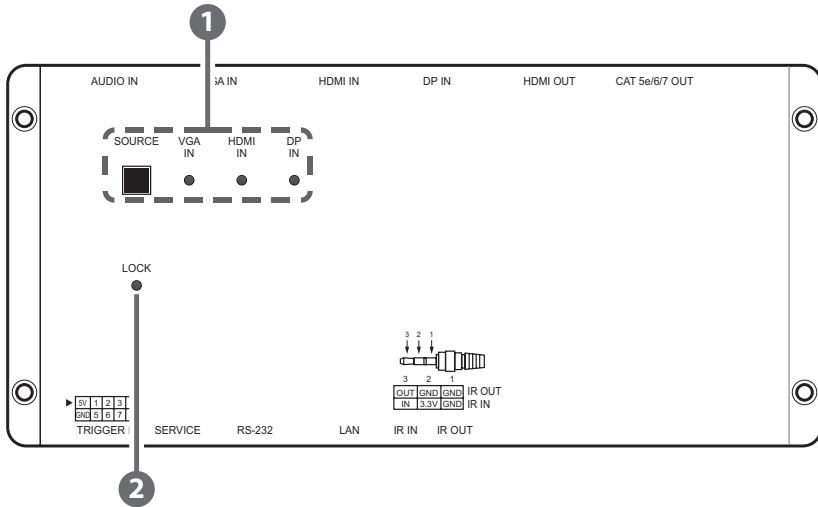 1
AUDIO IN GA IN HDMI IN DP IN HDMI OUT CAT 5e/6/7 OUT
SOURCE VGA IN HDMI IN DP IN
LOCK
3 2 1
3 2 1
OUT GND GND IR OUT
IN 3.3V GND IR IN
5V 1 2 3
GND 5 6 7
TRIGGER SERVICE RS-232 LAN IR IN IR OUT
2